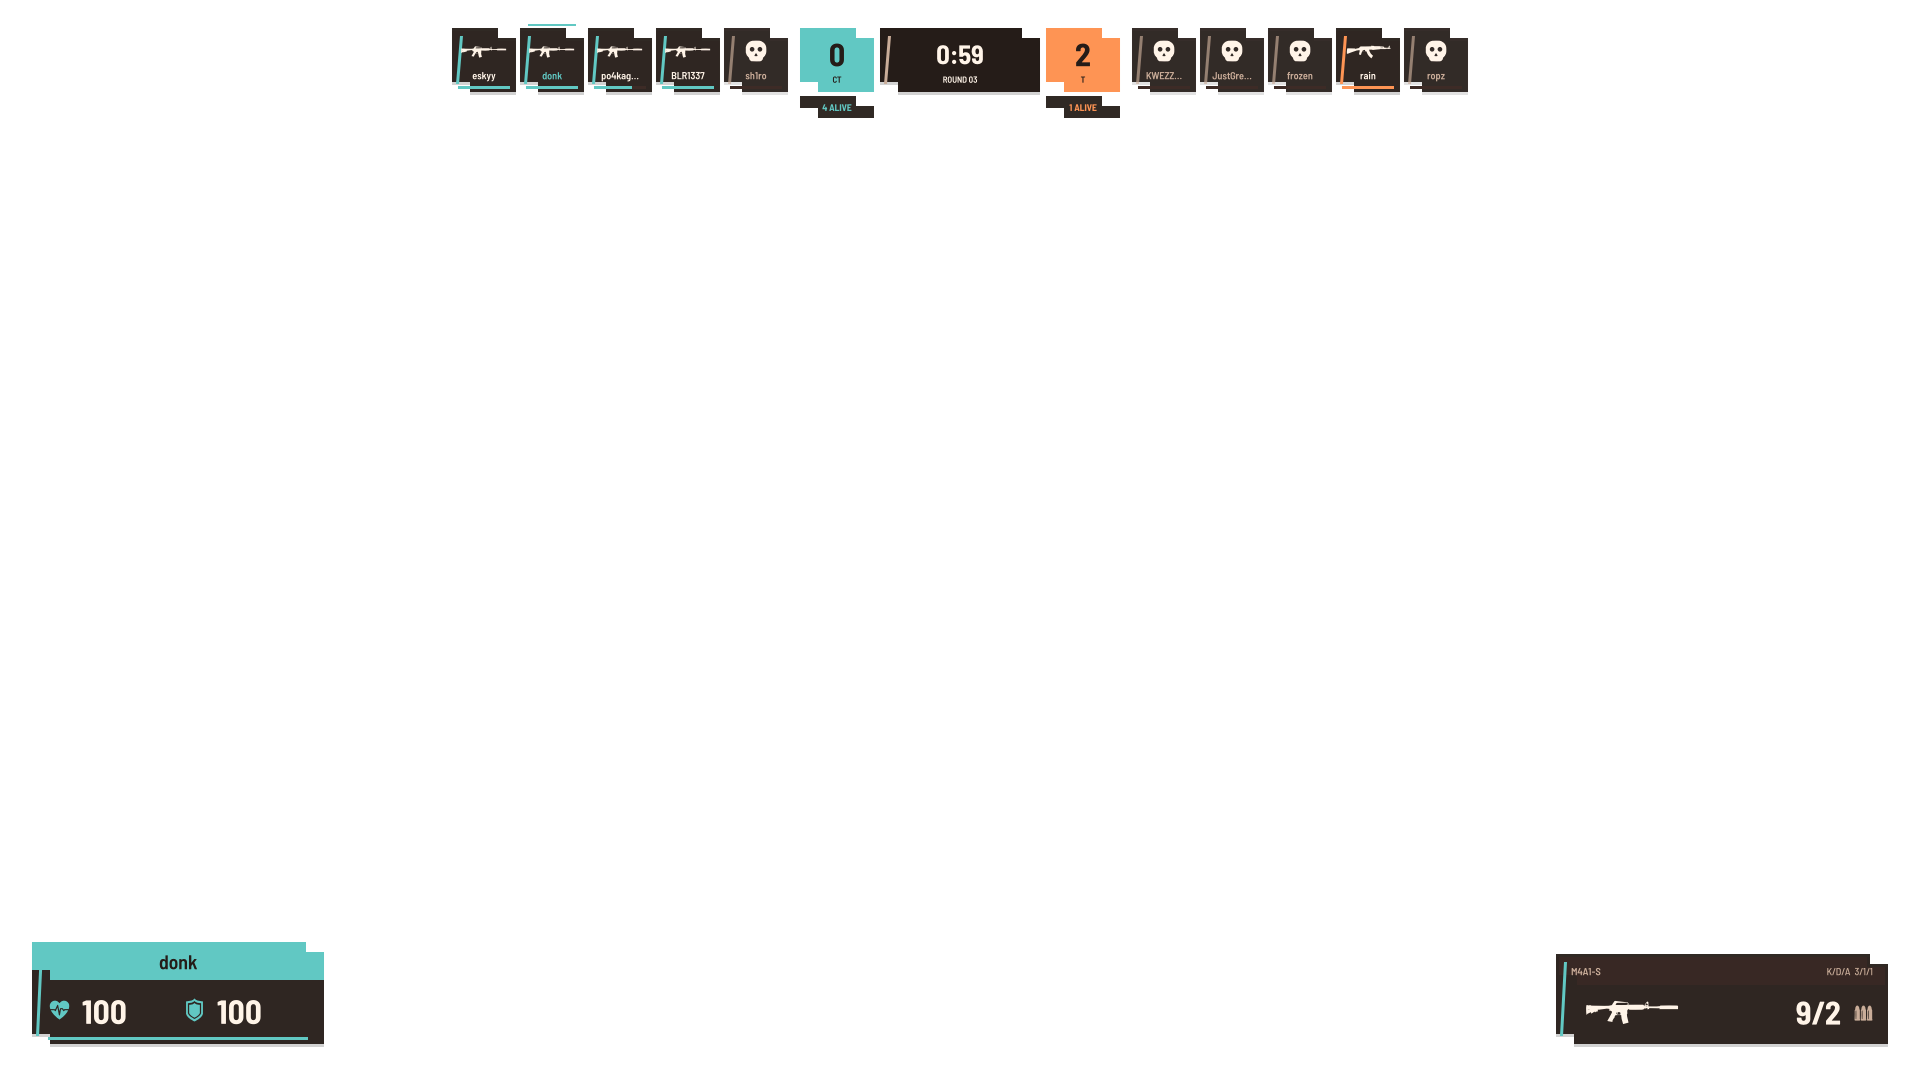 eskyy
donk
po4kag...
BLR1337
sh1ro
0
CT
4 ALIVE
0:59
ROUND 03
2
T
1 ALIVE
KWEZZ...
JustGre...
frozen
rain
ropz
donk
100
100
M4A1-S
K/D/A 3/1/1
9/2